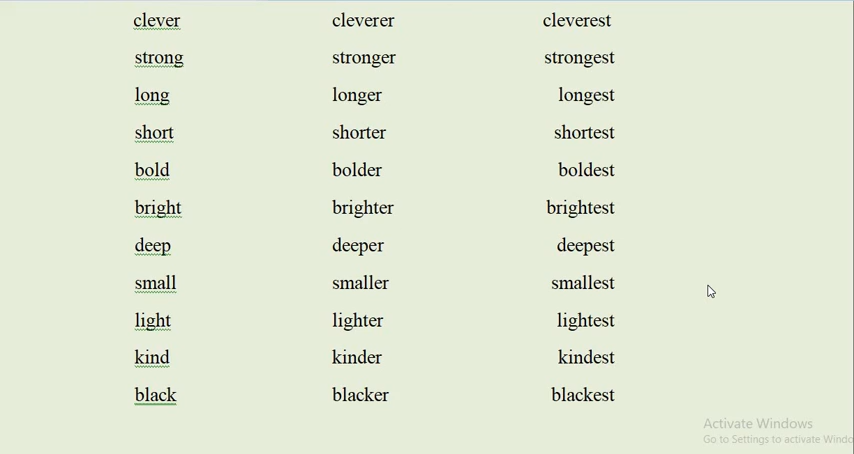 clever cleverer cleverest
strong stronger strongest
long longer longest
short shorter shortest
bold bolder boldest
bright brighter brightest
deep deeper deepest
small smaller smallest
light lighter lightest
kind kinder kindest
black blacker blackest
Activate Windows
Go to Settings to activate Windo